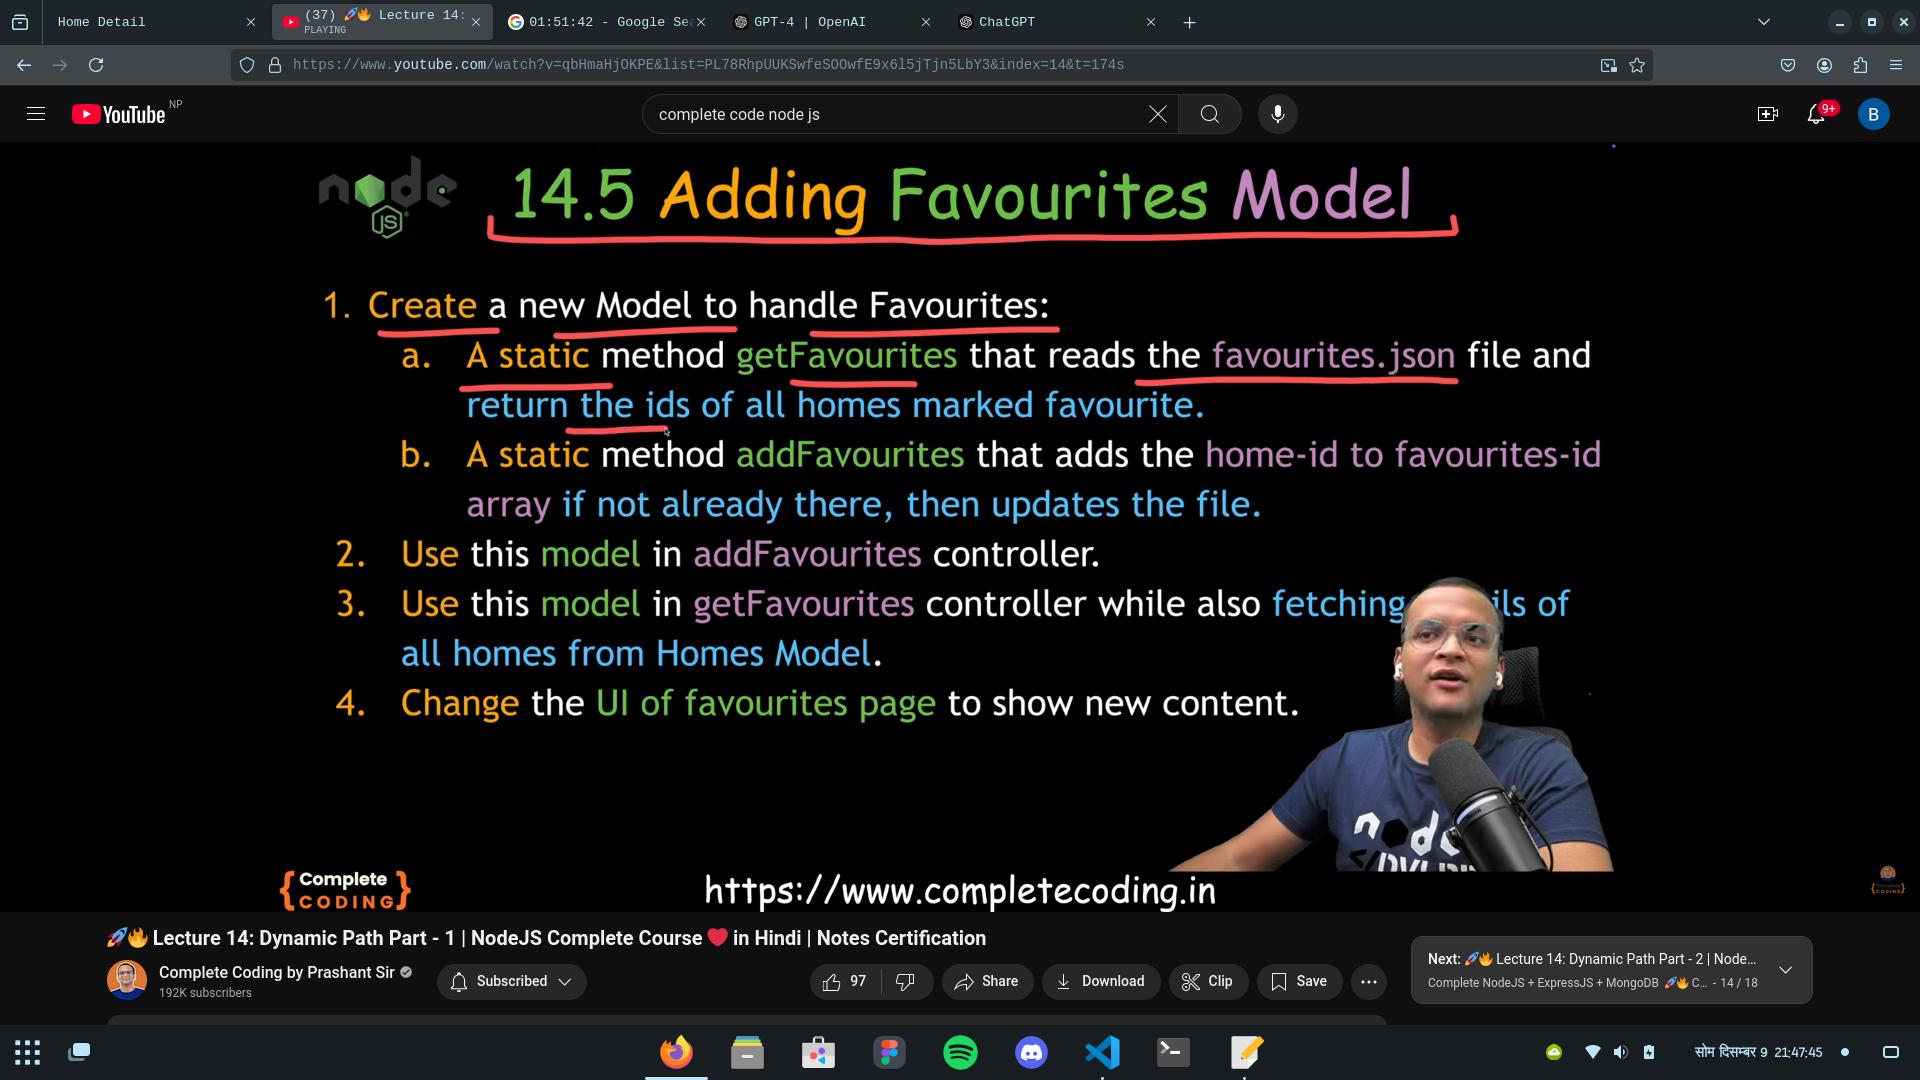 Home Detail
(37) 🚀🔥 Lecture 14:
PLAYING
01:51:42 - Google Sea
GPT-4 | OpenAI
ChatGPT
https://www.youtube.com/watch?v=qbHmaHjOKPE&list=PL78RhpUUKSwfeSOOwfE9x6l5jTjn5LbY3&index=14&t=174s
YouTube NP
complete code node js
9+
B
node
JS
14.5 Adding Favourites Model
1. Create a new Model to handle Favourites:
a. A static method getFavourites that reads the favourites.json file and
return the ids of all homes marked favourite.
b. A static method addFavourites that adds the home-id to favourites-id
array if not already there, then updates the file.
2. Use this model in addFavourites controller.
3. Use this model in getFavourites controller while also fetching ils of
all homes from Homes Model.
4. Change the UI of favourites page to show new content.
node
{Complete
CODING}
https://www.completecoding.in
🚀🔥 Lecture 14: Dynamic Path Part - 1 | NodeJS Complete Course ❤️ in Hindi | Notes Certification
Complete Coding by Prashant Sir
192K subscribers
Subscribed
97
Share
Download
Clip
Save
Next: 🚀🔥 Lecture 14: Dynamic Path Part - 2 | Node...
Complete NodeJS + ExpressJS + MongoDB 🚀🔥 C... - 14 / 18
सोम दिसम्बर 9 21:47:45